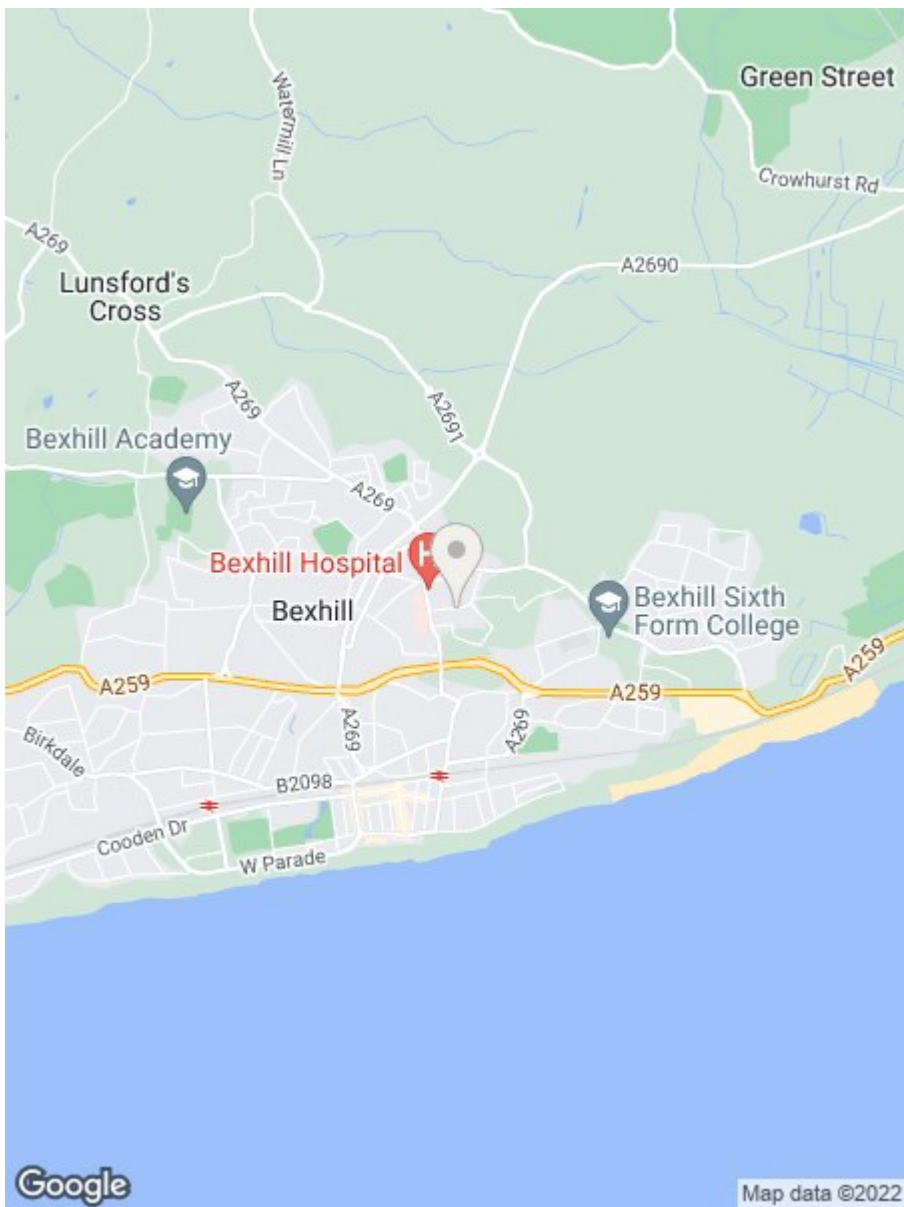 Green Street
Watermill Ln
Crowhurst Rd
A269
A2690
Lunsford's
Cross
A269
A2691
Bexhill Academy
A269
Bexhill Hospital
H
Bexhill
Bexhill Sixth
Form College
A259
A259
A259
Birkdale
A269
A269
B2098
Cooden Dr
W Parade
Google
Map data ©2022